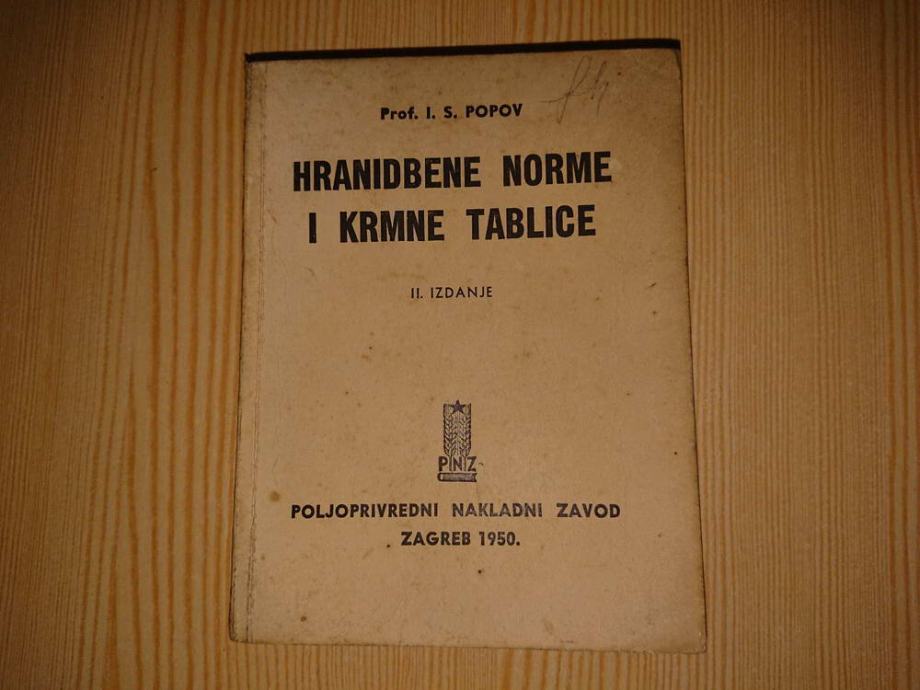 Prof. I. S. POPOV
HRANIDBENE NORME
I KRMNE TABLICE
II. IZDANJE
PNZ
POLJOPRIVREDNI NAKLADNI ZAVOD
ZAGREB 1950.